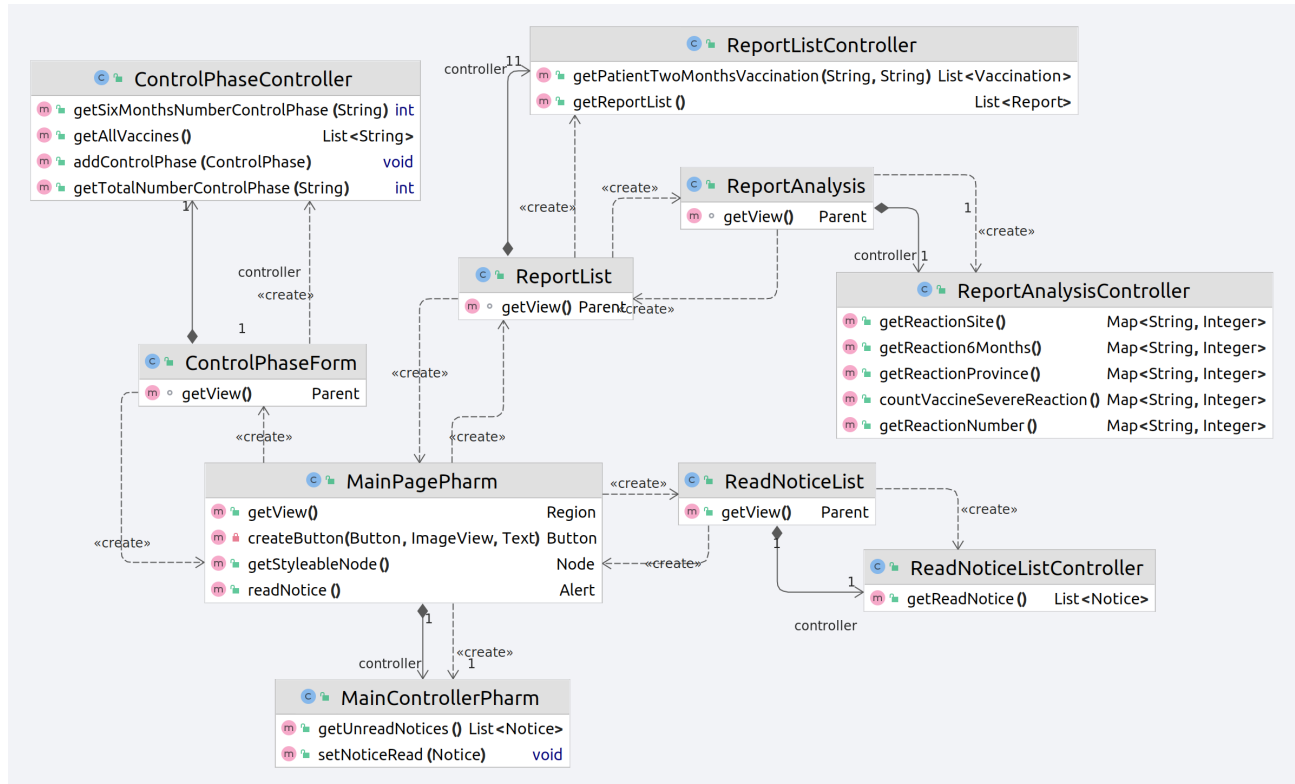 ReportListController
controller
11
getPatientTwoMonthsVaccination(String, String) List<Vaccination>
getReportList() List<Report>
ControlPhaseController
getSixMonthsNumberControlPhase(String) int
getAllVaccines() List<String>
addControlPhase(ControlPhase) void
getTotalNumberControlPhase(String) int
1
«create»
«create»
ReportAnalysis
getView() Parent
1
«create»
controller
1
controller
«create»
1
ReportList
getView() Parent
«create»
ReportAnalysisController
getReactionSite() Map<String, Integer>
getReaction6Months() Map<String, Integer>
getReactionProvince() Map<String, Integer>
countVaccineSevereReaction() Map<String, Integer>
getReactionNumber() Map<String, Integer>
ControlPhaseForm
getView() Parent
«create»
«create»
«create»
MainPagePharm
getView() Region
createButton(Button, ImageView, Text) Button
getStyleableNode() Node
readNotice() Alert
«create»
«create»
ReadNoticeList
getView() Parent
«create»
«create»
1
ReadNoticeListController
getReadNotice() List<Notice>
1
controller
1
controller
«create»
1
MainControllerPharm
getUnreadNotices() List<Notice>
setNoticeRead(Notice) void